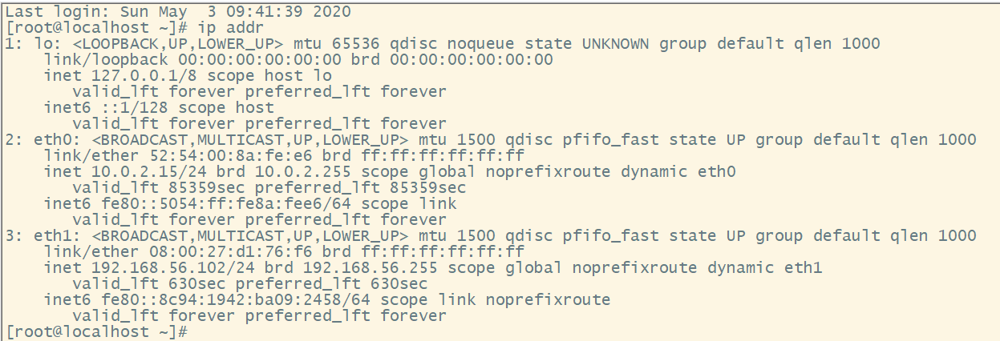 Last login: Sun May  3 09:41:39 2020
[root@localhost ~]# ip addr
1: lo: <LOOPBACK,UP,LOWER_UP> mtu 65536 qdisc noqueue state UNKNOWN group default qlen 1000
    link/loopback 00:00:00:00:00:00 brd 00:00:00:00:00:00
    inet 127.0.0.1/8 scope host lo
       valid_lft forever preferred_lft forever
    inet6 ::1/128 scope host
       valid_lft forever preferred_lft forever
2: eth0: <BROADCAST,MULTICAST,UP,LOWER_UP> mtu 1500 qdisc pfifo_fast state UP group default qlen 1000
    link/ether 52:54:00:8a:fe:e6 brd ff:ff:ff:ff:ff:ff
    inet 10.0.2.15/24 brd 10.0.2.255 scope global noprefixroute dynamic eth0
       valid_lft 85359sec preferred_lft 85359sec
    inet6 fe80::5054:ff:fe8a:fee6/64 scope link
       valid_lft forever preferred_lft forever
3: eth1: <BROADCAST,MULTICAST,UP,LOWER_UP> mtu 1500 qdisc pfifo_fast state UP group default qlen 1000
    link/ether 08:00:27:d1:76:f6 brd ff:ff:ff:ff:ff:ff
    inet 192.168.56.102/24 brd 192.168.56.255 scope global noprefixroute dynamic eth1
       valid_lft 630sec preferred_lft 630sec
    inet6 fe80::8c94:1942:ba09:2458/64 scope link noprefixroute
       valid_lft forever preferred_lft forever
[root@localhost ~]#